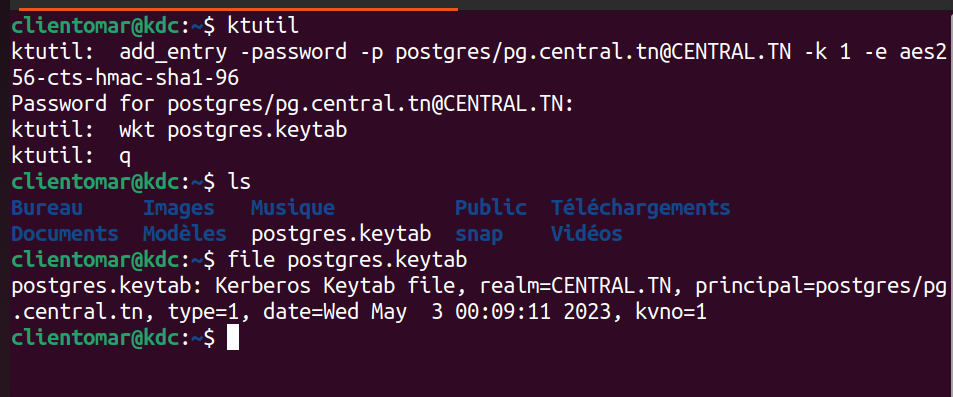 clientomar@kdc:~$ ktutil
ktutil:  add_entry -password -p postgres/pg.central.tn@CENTRAL.TN -k 1 -e aes2
56-cts-hmac-sha1-96
Password for postgres/pg.central.tn@CENTRAL.TN:
ktutil:  wkt postgres.keytab
ktutil:  q
clientomar@kdc:~$ ls
Bureau     Images   Musique          Public  Téléchargements
Documents  Modèles  postgres.keytab  snap    Vidéos
clientomar@kdc:~$ file postgres.keytab
postgres.keytab: Kerberos Keytab file, realm=CENTRAL.TN, principal=postgres/pg
.central.tn, type=1, date=Wed May  3 00:09:11 2023, kvno=1
clientomar@kdc:~$